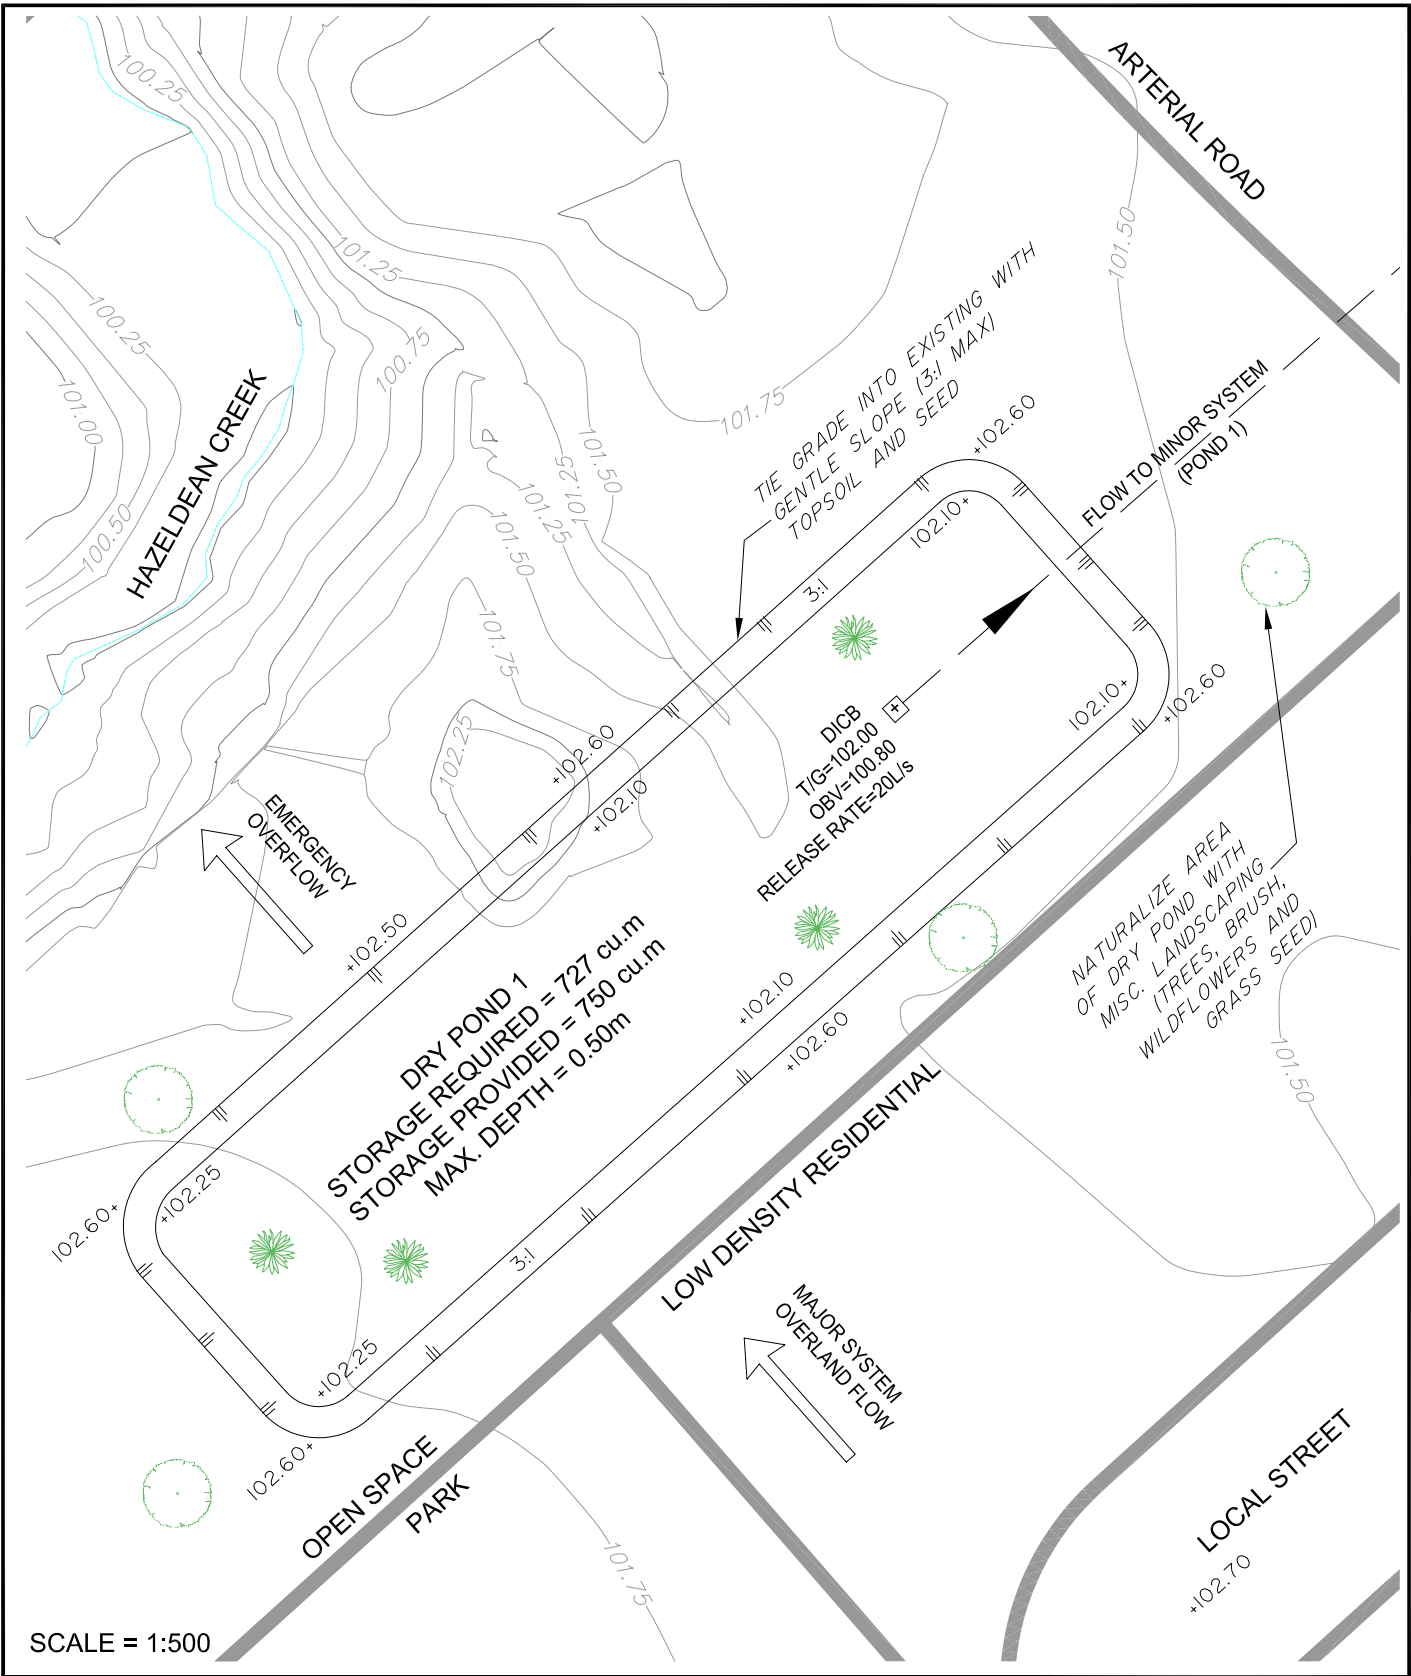 100.25
ARTERIAL ROAD
101.25
101.50
100.25
100.75
101.00
HAZELDEAN CREEK
100.50
101.75
TIE GRADE INTO EXISTING WITH
GENTLE SLOPE (3:1 MAX)
TOPSOIL AND SEED
+102.60
FLOW TO MINOR SYSTEM
(POND 1)
101.50
101.25
101.25
101.50
102.10+
3:1
101.75
102.25
102.10+
+102.60
+102.60
+102.10
DICB
T/G=102.00
OBV=100.80
RELEASE RATE=20L/s
EMERGENCY
OVERFLOW
+102.50
NATURALIZE AREA
OF DRY POND WITH
MISC. LANDSCAPING
(TREES, BRUSH,
WILDFLOWERS AND
GRASS SEED)
DRY POND 1
STORAGE REQUIRED = 727 cu.m
STORAGE PROVIDED = 750 cu.m
MAX. DEPTH = 0.50m
+102.10
+102.60
101.50
102.60+
+102.25
3:1
LOW DENSITY RESIDENTIAL
MAJOR SYSTEM
OVERLAND FLOW
+102.25
102.60+
OPEN SPACE
PARK
101.75
LOCAL STREET
+102.70
SCALE = 1:500